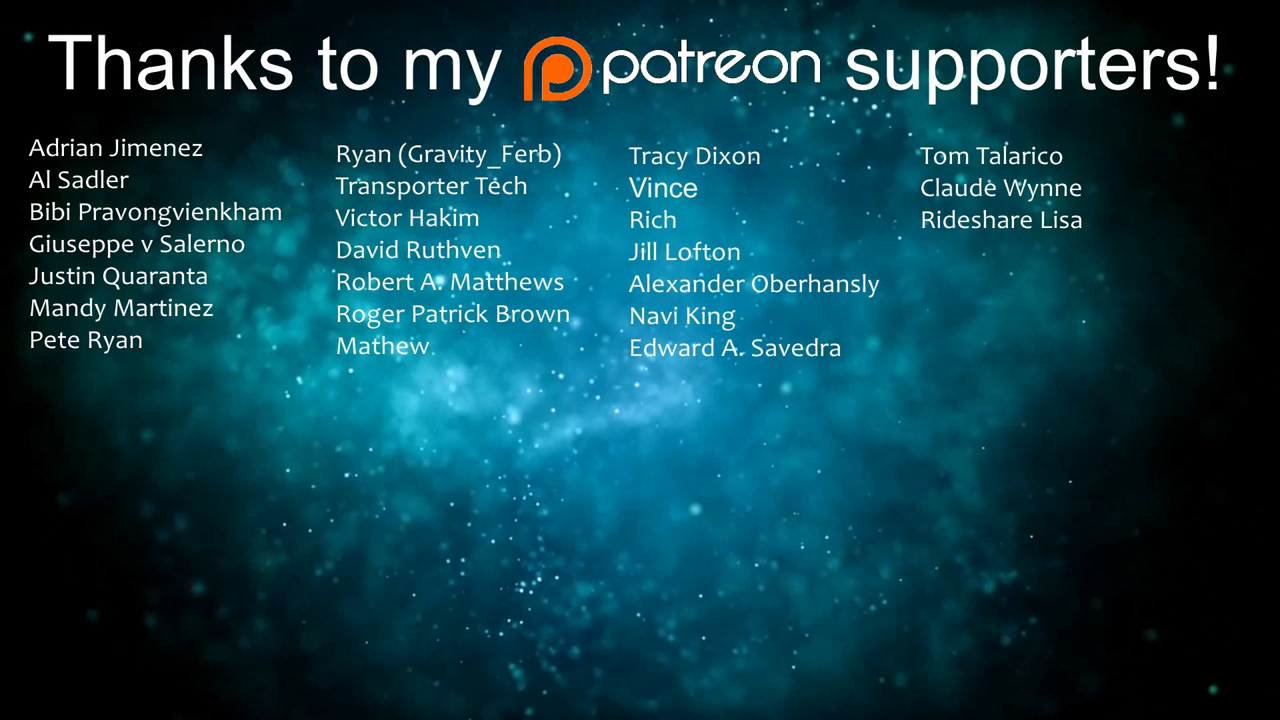 Thanks to my patreon supporters!
Adrian Jimenez
Al Sadler
Bibi Pravongvienkham
Giuseppe v Salerno
Justin Quaranta
Mandy Martinez
Pete Ryan
Ryan (Gravity_Ferb)
Transporter Tech
Victor Hakim
David Ruthven
Robert A. Matthews
Roger Patrick Brown
Mathew
Tracy Dixon
Vince
Rich
Jill Lofton
Alexander Oberhansly
Navi King
Edward A. Savedra
Tom Talarico
Claude Wynne
Rideshare Lisa